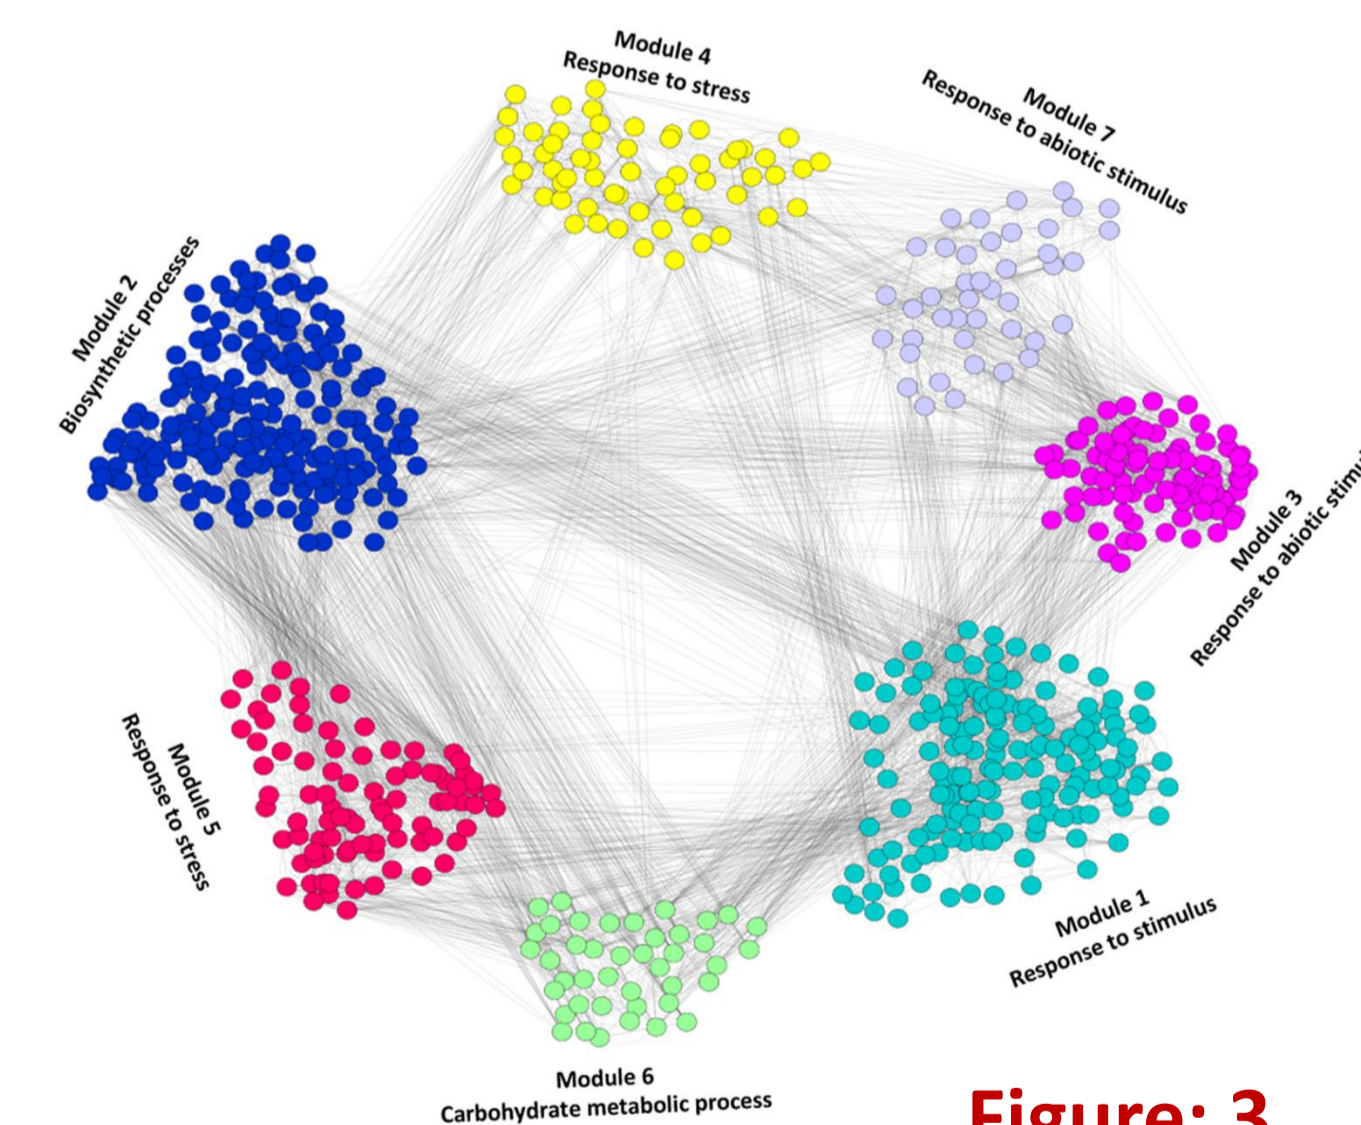 Module 4
Response to stress
Module 7
Response to abiotic stimulus
Module 2
Biosynthetic processes
Module 3
Response to abiotic
Module 5
Response to stress
Module 1
Response to stimulus
Module 6
Carbohydrate metabolic process
Figure: 3